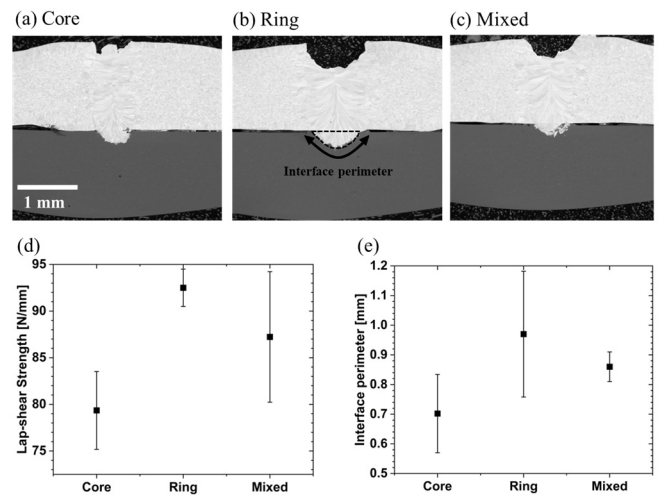 (a) Core
(b) Ring
(c) Mixed
1 mm
Interface perimeter
(d)
Lap-shear Strength [N/mm]
95
90
85
80
75
Core
Ring
Mixed
(e)
Interface perimeter [mm]
1.2
1.1
1.0
0.9
0.8
0.7
0.6
0.5
Core
Ring
Mixed